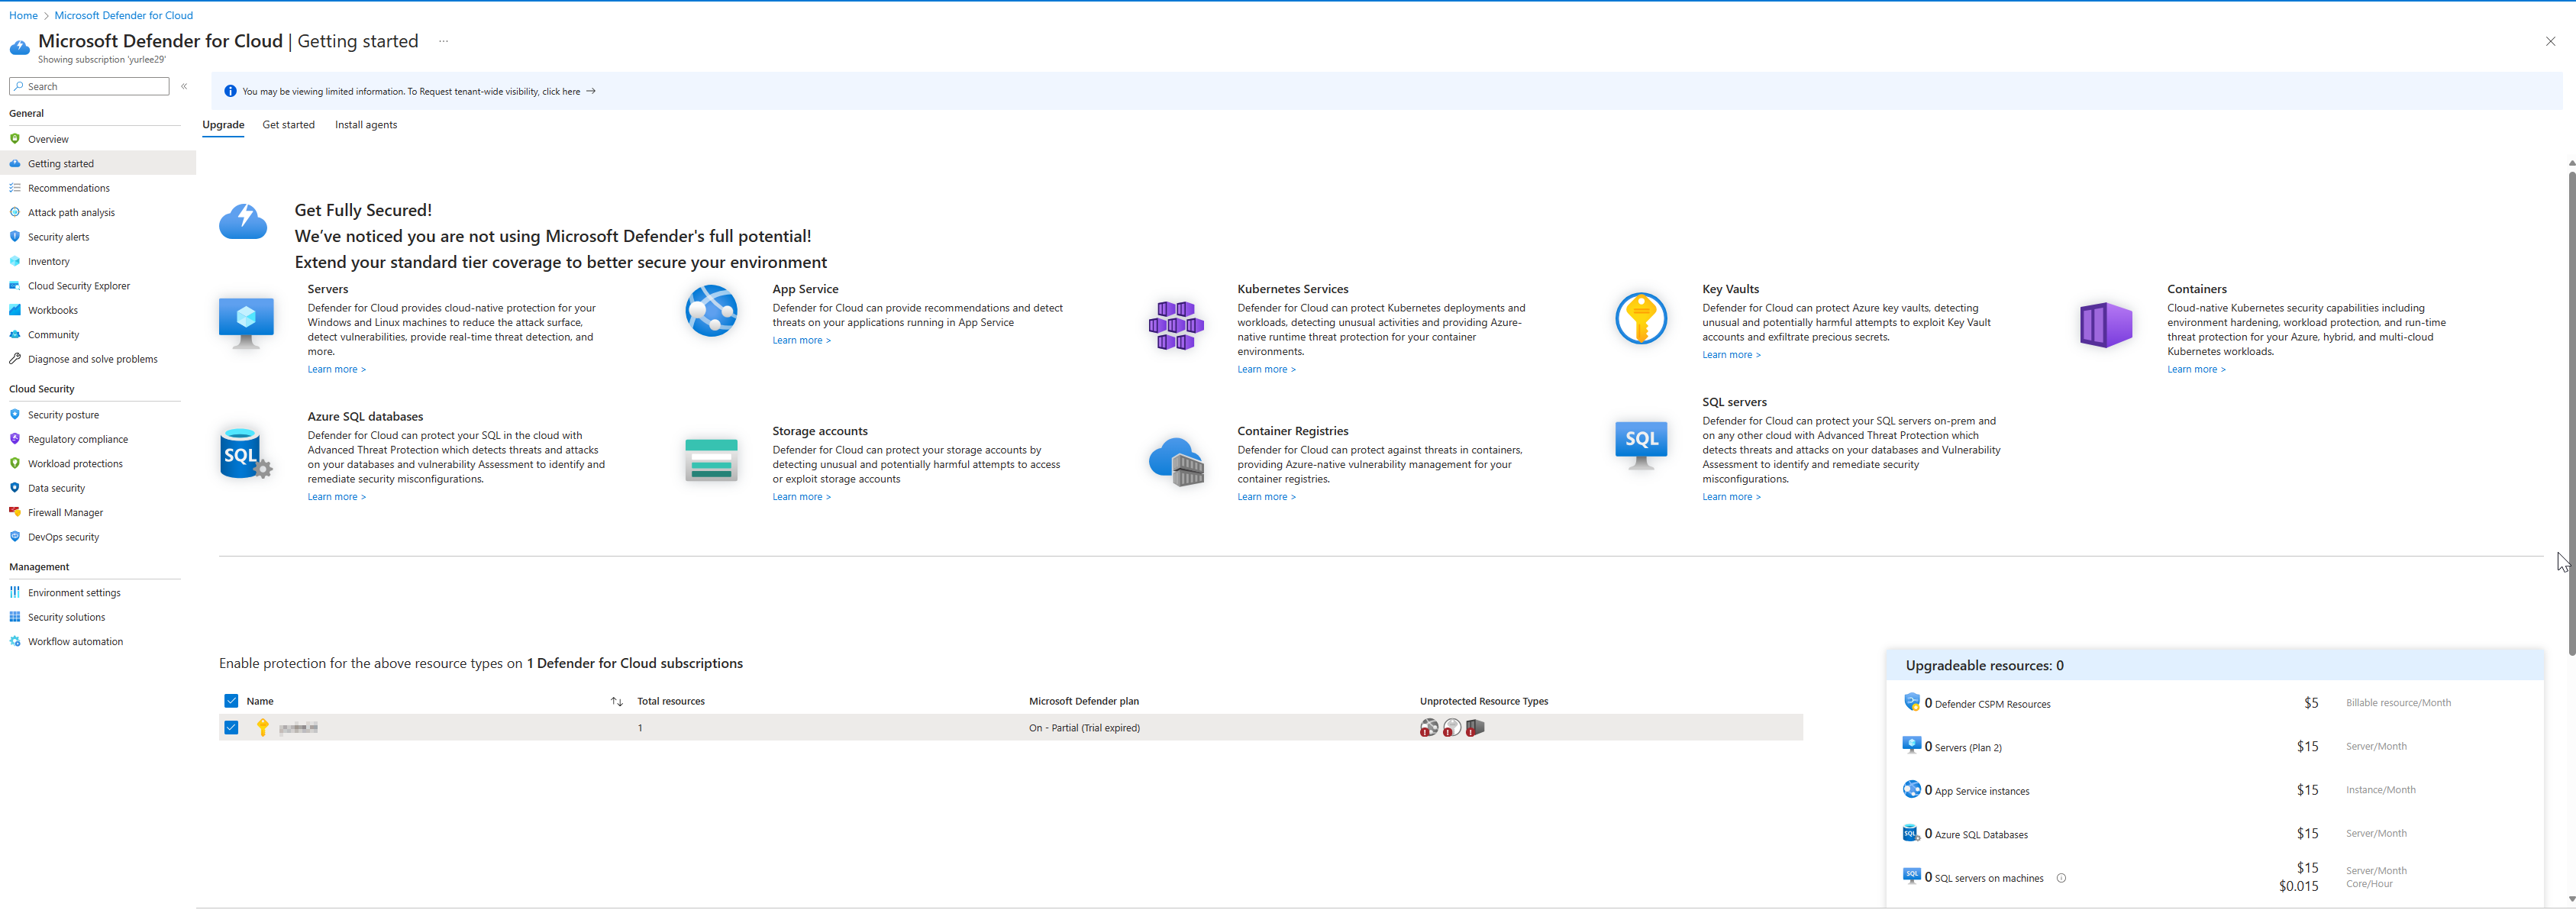 Home > Microsoft Defender for Cloud
Microsoft Defender for Cloud | Getting started ...
Showing subscription 'yurlee29'
Search
«
General
Overview
Getting started
Recommendations
Attack path analysis
Security alerts
Inventory
Cloud Security Explorer
Workbooks
Community
Diagnose and solve problems
Cloud Security
Security posture
Regulatory compliance
Workload protections
Data security
Firewall Manager
DevOps security
Management
Environment settings
Security solutions
Workflow automation
You may be viewing limited information. To Request tenant-wide visibility, click here →
Upgrade Get started Install agents
Get Fully Secured!
We've noticed you are not using Microsoft Defender's full potential!
Extend your standard tier coverage to better secure your environment
Servers
Defender for Cloud provides cloud-native protection for your
Windows and Linux machines to reduce the attack surface,
detect vulnerabilities, provide real-time threat detection, and
more.
Learn more >
App Service
Defender for Cloud can provide recommendations and detect
threats on your applications running in App Service
Learn more >
Kubernetes Services
Defender for Cloud can protect Kubernetes deployments and
workloads, detecting unusual activities and providing Azure-
native runtime threat protection for your container
environments.
Learn more >
Key Vaults
Defender for Cloud can protect Azure key vaults, detecting
unusual and potentially harmful attempts to exploit Key Vault
accounts and exfiltrate precious secrets.
Learn more >
Containers
Cloud-native Kubernetes security capabilities including
environment hardening, workload protection, and run-time
threat protection for your Azure, hybrid, and multi-cloud
Kubernetes workloads.
Learn more >
SQL
Azure SQL databases
Defender for Cloud can protect your SQL in the cloud with
Advanced Threat Protection which detects threats and attacks
on your databases and vulnerability Assessment to identify and
remediate security misconfigurations.
Learn more >
Storage accounts
Defender for Cloud can protect your storage accounts by
detecting unusual and potentially harmful attempts to access
or exploit storage accounts
Learn more >
Container Registries
Defender for Cloud can protect against threats in containers,
providing Azure-native vulnerability management for your
container registries.
Learn more >
SQL
SQL servers
Defender for Cloud can protect your SQL servers on-prem and
on any other cloud with Advanced Threat Protection which
detects threats and attacks on your databases and Vulnerability
Assessment to identify and remediate security
misconfigurations.
Learn more >
Enable protection for the above resource types on 1 Defender for Cloud subscriptions
Name Total resources Microsoft Defender plan Unprotected Resource Types
1 On - Partial (Trial expired)
Upgradeable resources: 0
0 Defender CSPM Resources $5 Billable resource/Month
0 Servers (Plan 2) $15 Server/Month
0 App Service instances $15 Instance/Month
SQL 0 Azure SQL Databases $15 Server/Month
SQL 0 SQL servers on machines $15 Server/Month
$0.015 Core/Hour